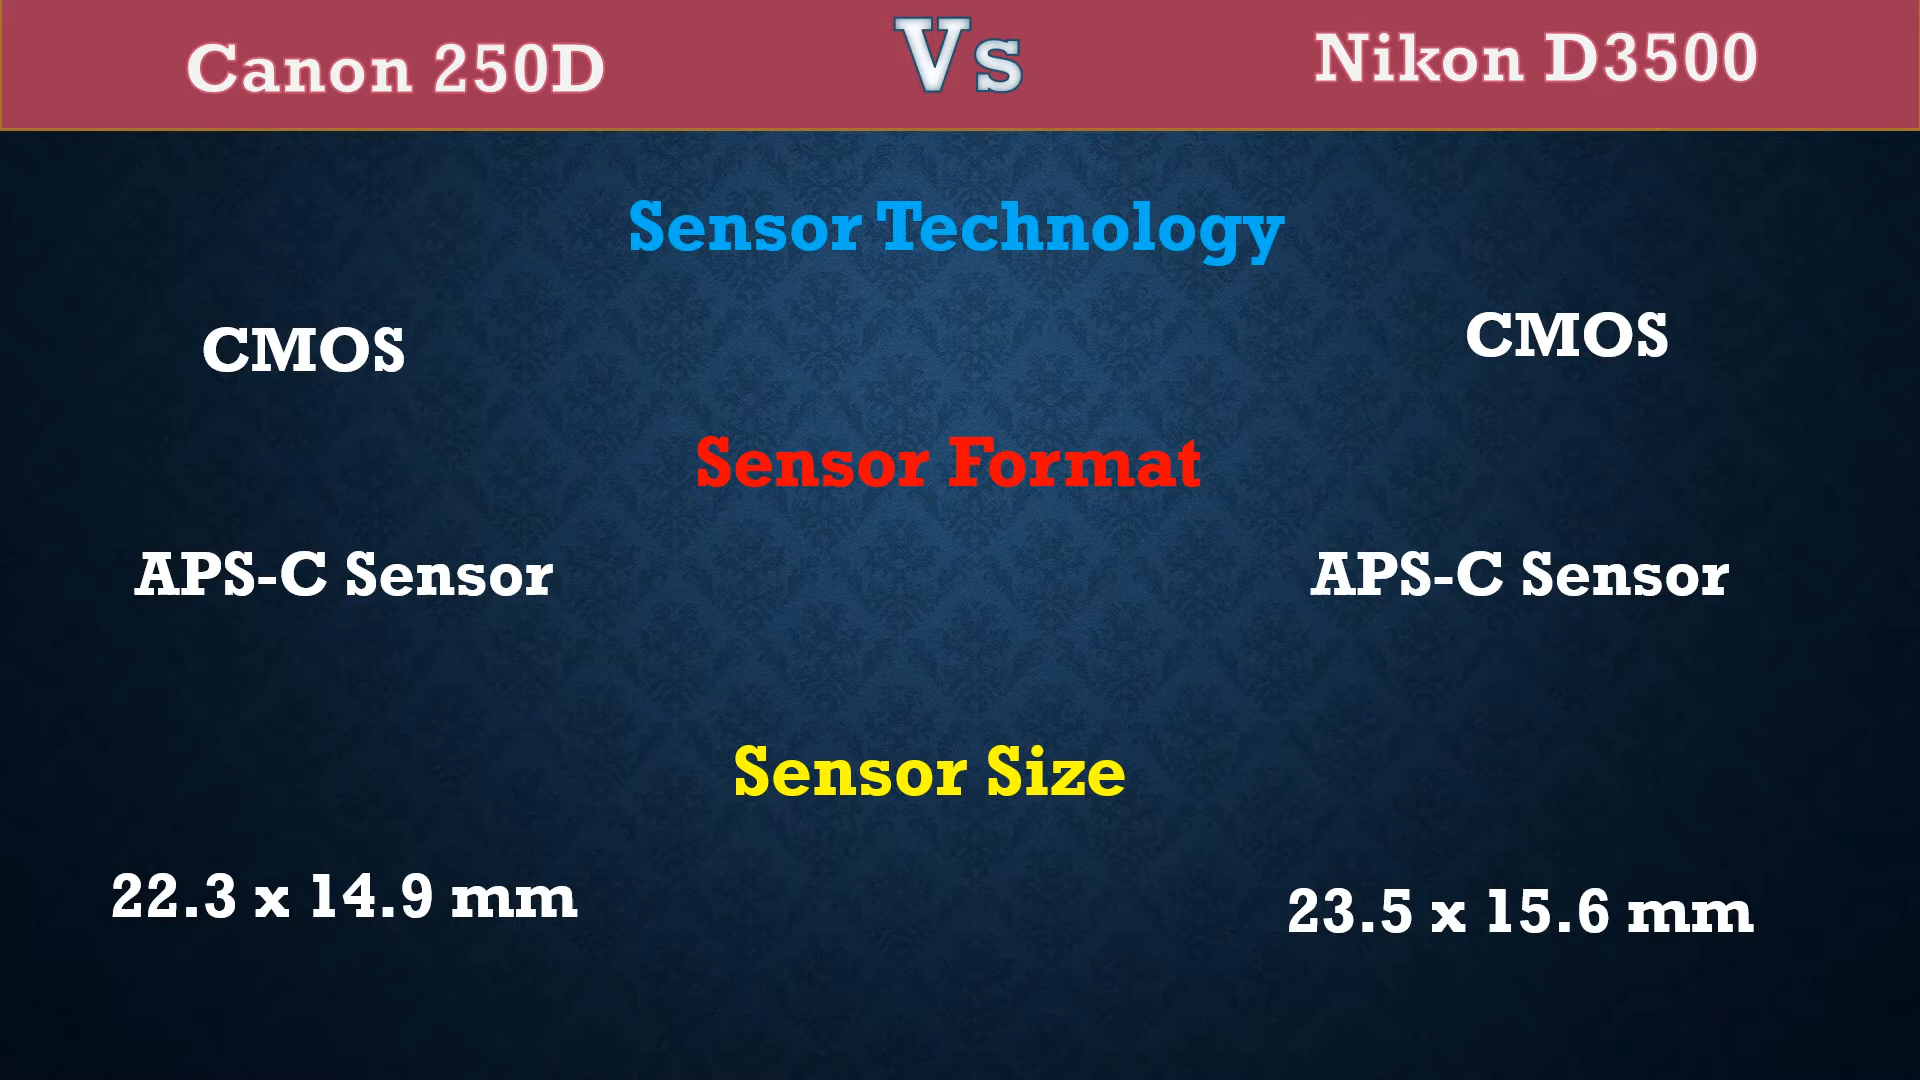 Canon 250D Vs Nikon D3500
Sensor Technology
CMOS CMOS
Sensor Format
APS-C Sensor APS-C Sensor
Sensor Size
22.3 x 14.9 mm 23.5 x 15.6 mm